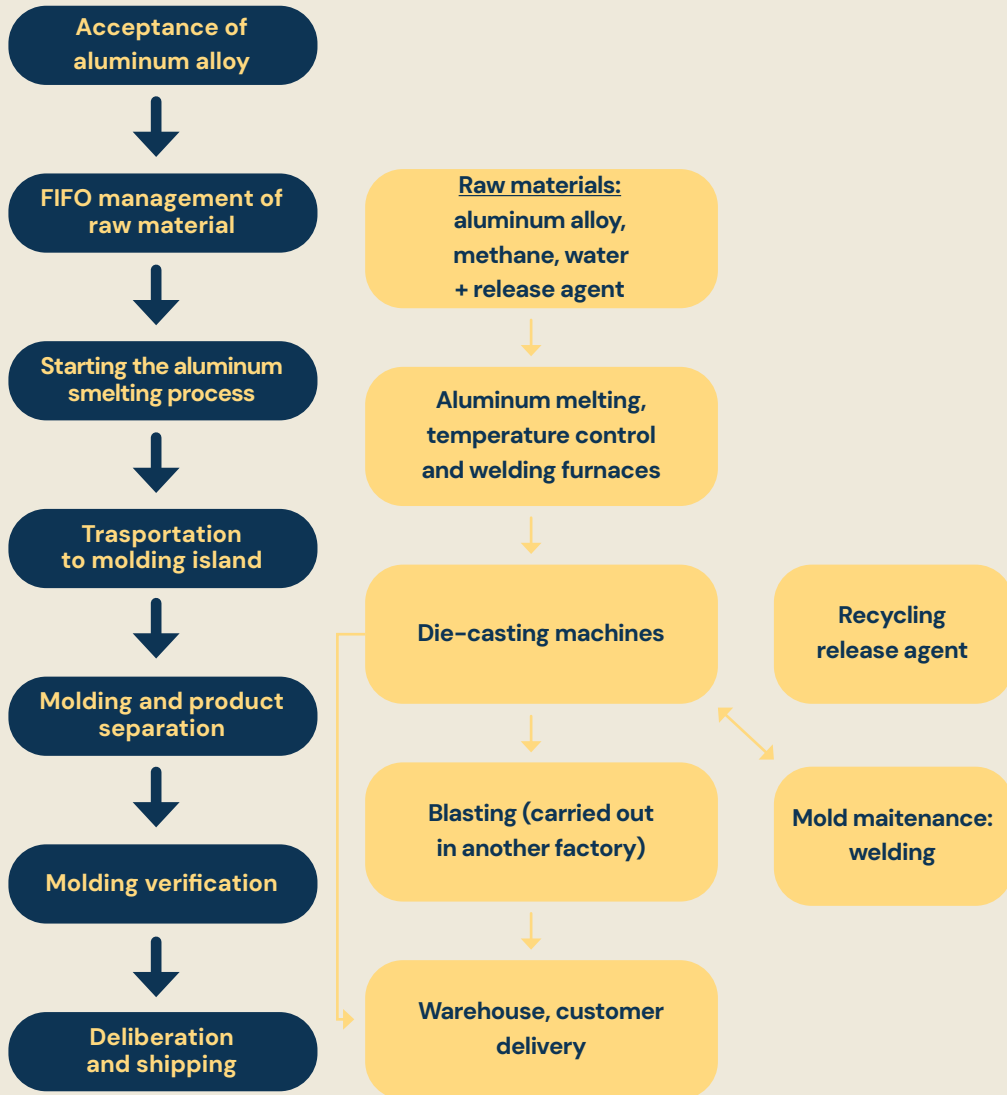 Acceptance of
aluminum alloy
FIFO management of
raw material
Starting the aluminum
smelting process
Trasportation
to molding island
Molding and product
separation
Molding verification
Deliberation
and shipping
Raw materials:
aluminum alloy,
methane, water
+ release agent
Aluminum melting,
temperature control
and welding furnaces
Die-casting machines
Blasting (carried out
in another factory)
Warehouse, customer
delivery
Recycling
release agent
Mold maitenance:
welding